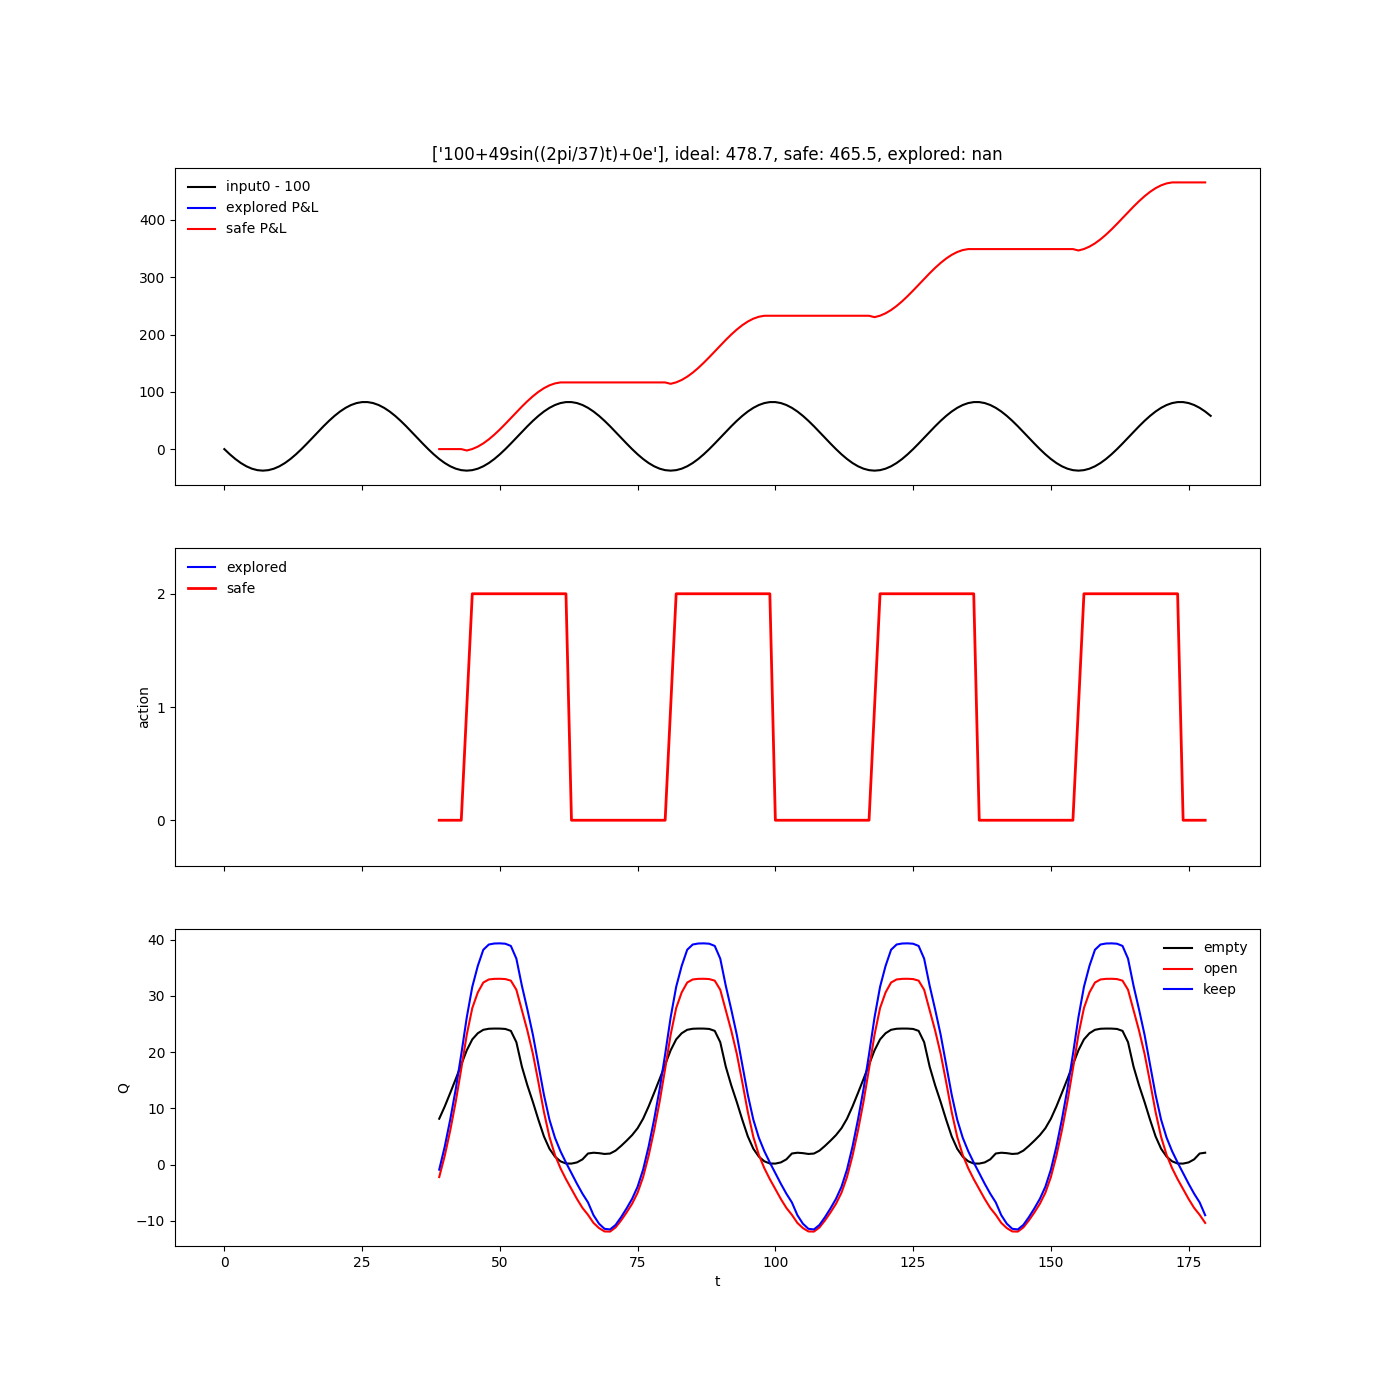 ['100+49sin((2pi/37)t)+0e'], ideal: 478.7, safe: 465.5, explored: nan
input0 - 100
explored P&L
safe P&L
400
300
200
100
0
explored
safe
2
1
0
action
empty
open
keep
40
30
20
10
0
−10
Q
0 25 50 75 100 125 150 175
t